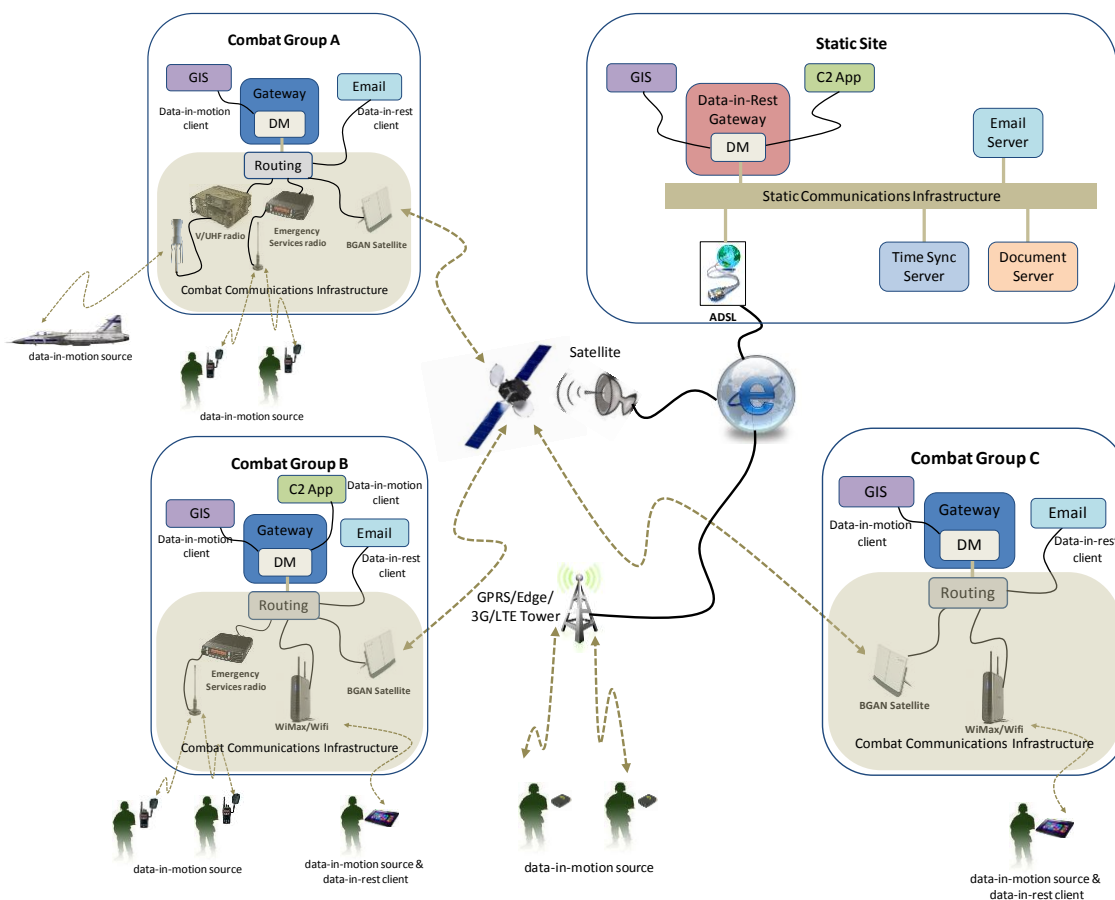 Combat Group A
GIS
Data-in-motion
client
Gateway
DM
Email
Data-in-rest
client
Routing
V/UHF radio
Emergency
Services radio
BGAN Satellite
Combat Communications Infrastructure
data-in-motion source
data-in-motion source
Static Site
GIS
Data-in-Rest
Gateway
DM
C2 App
Email
Server
Static Communications Infrastructure
ADSL
Time Sync
Server
Document
Server
Satellite
GPRS/Edge/
3G/LTE Tower
data-in-motion source
Combat Group B
C2 App
Data-in-motion
client
GIS
Data-in-motion
client
Gateway
DM
Email
Data-in-rest
client
Routing
Emergency
Services radio
WiMax/Wifi
BGAN Satellite
Combat Communications Infrastructure
data-in-motion source
data-in-motion source &
data-in-rest client
Combat Group C
GIS
Data-in-motion
client
Gateway
DM
Email
Data-in-rest
client
Routing
BGAN Satellite
WiMax/Wifi
Combat Communications Infrastructure
data-in-motion source &
data-in-rest client